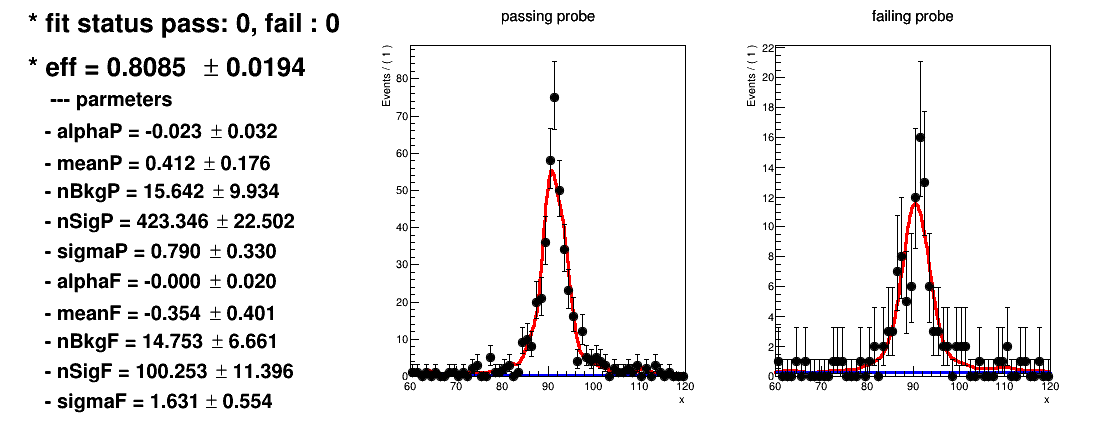 * fit status pass: 0, fail : 0
* eff = 0.8085 ± 0.0194
--- parmeters
- alphaP = -0.023 ± 0.032
- meanP = 0.412 ± 0.176
- nBkgP = 15.642 ± 9.934
- nSigP = 423.346 ± 22.502
- sigmaP = 0.790 ± 0.330
- alphaF = -0.000 ± 0.020
- meanF = -0.354 ± 0.401
- nBkgF = 14.753 ± 6.661
- nSigF = 100.253 ± 11.396
- sigmaF = 1.631 ± 0.554
passing probe
Events / ( 1 )
80
70
60
50
40
30
20
10
0
60 70 80 90 100 110 120
x
failing probe
Events / ( 1 )
22
20
18
16
14
12
10
8
6
4
2
0
60 70 80 90 100 110 120
x